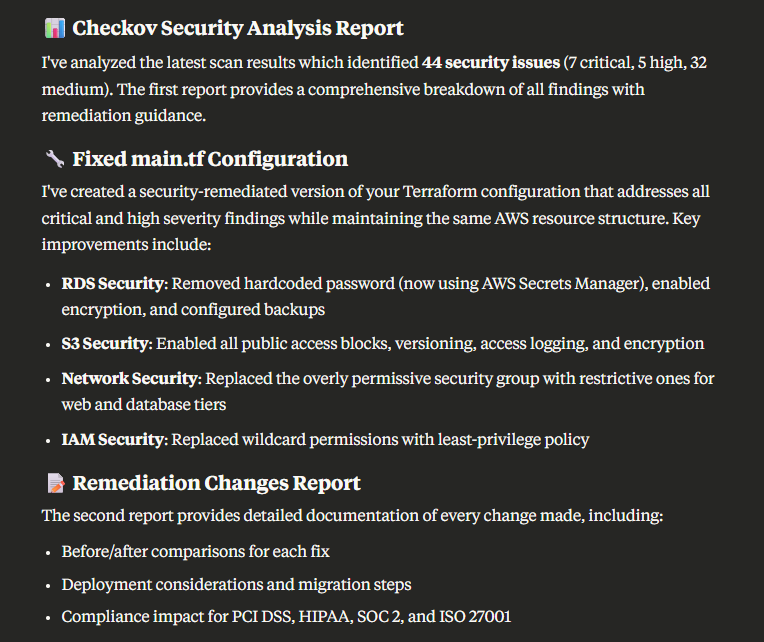 Checkov Security Analysis Report
I've analyzed the latest scan results which identified 44 security issues (7 critical, 5 high, 32
medium). The first report provides a comprehensive breakdown of all findings with
remediation guidance.
Fixed main.tf Configuration
I've created a security-remediated version of your Terraform configuration that addresses all
critical and high severity findings while maintaining the same AWS resource structure. Key
improvements include:
• RDS Security: Removed hardcoded password (now using AWS Secrets Manager), enabled
encryption, and configured backups
• S3 Security: Enabled all public access blocks, versioning, access logging, and encryption
• Network Security: Replaced the overly permissive security group with restrictive ones for
web and database tiers
• IAM Security: Replaced wildcard permissions with least-privilege policy
Remediation Changes Report
The second report provides detailed documentation of every change made, including:
• Before/after comparisons for each fix
• Deployment considerations and migration steps
• Compliance impact for PCI DSS, HIPAA, SOC 2, and ISO 27001